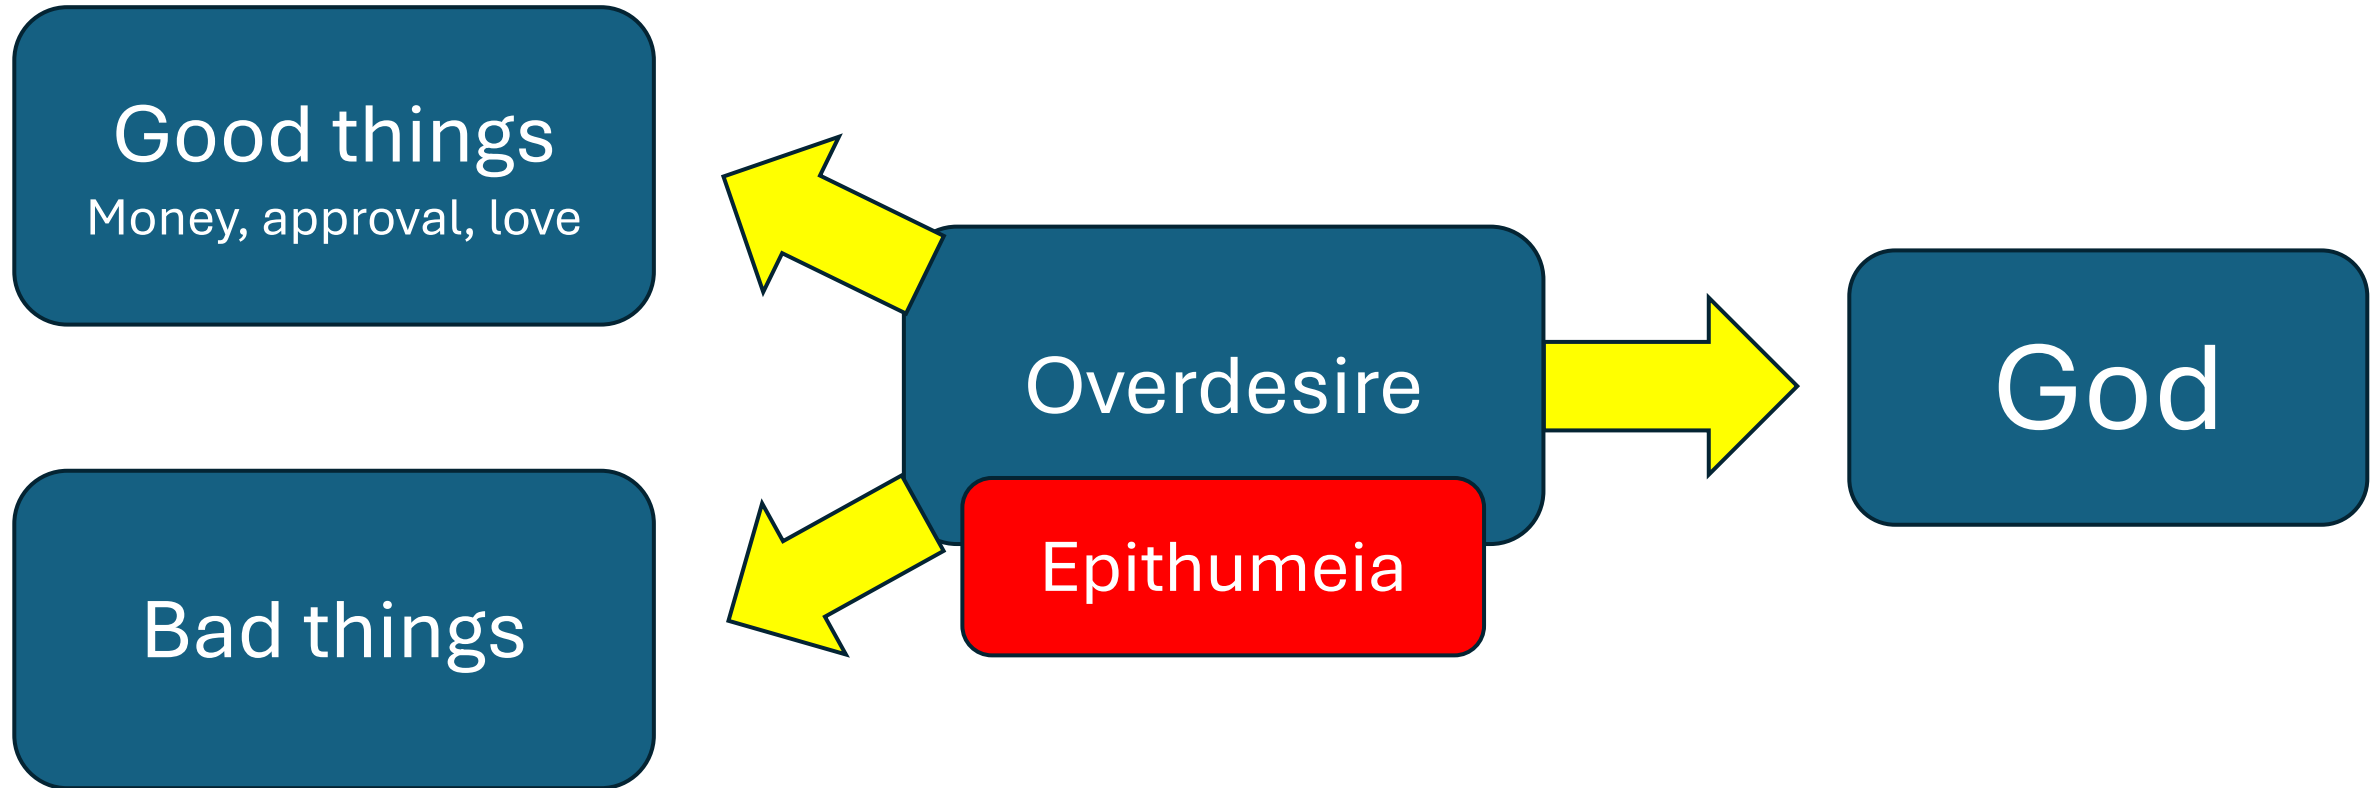 Good things
Money, approval, love
Bad things
Overdesire
Epithumeia
God